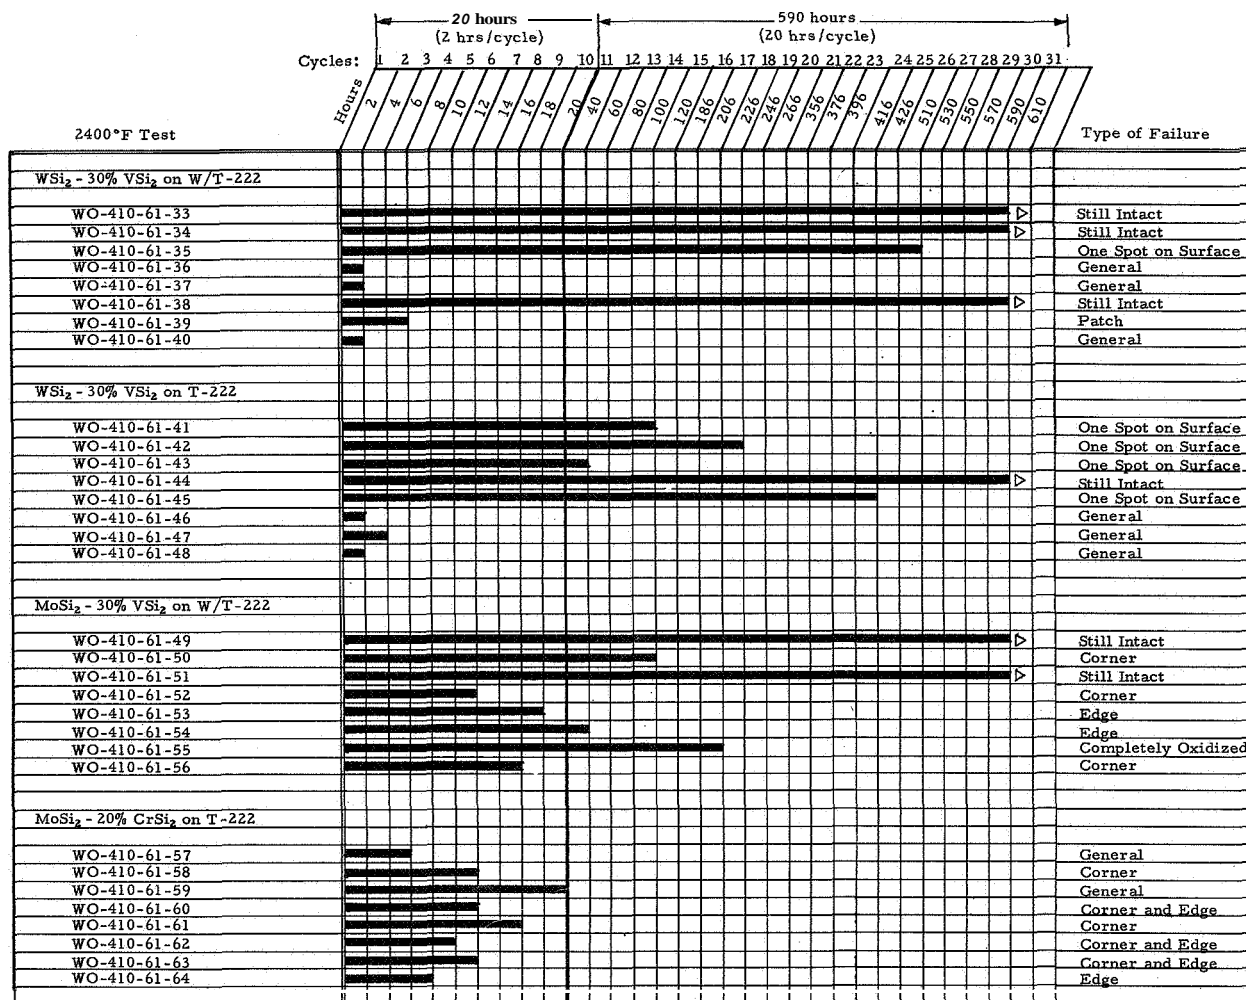 20 hours 590 hours
(2 hrs/cycle) (20 hrs/cycle)
Cycles: 1 2 3 4 5 6 7 8 9 10 11 12 13 14 15 16 17 18 19 20 21 22 23 24 25 26 27 28 29 30 31
Hours 2 4 6 8 10 12 14 16 18 20 40 60 80 100 120 186 206 226 246 266 356 376 396 416 426 510 530 550 570 590 610
2400°F Test Type of Failure
WSi2 - 30% VSi2 on W/T-222
WO-410-61-33 Still Intact
WO-410-61-34 Still Intact
WO-410-61-35 One Spot on Surface
WO-410-61-36 General
WO-410-61-37 General
WO-410-61-38 Still Intact
WO-410-61-39 Patch
WO-410-61-40 General
WSi2 - 30% VSi2 on T-222
WO-410-61-41 One Spot on Surface
WO-410-61-42 One Spot on Surface
WO-410-61-43 One Spot on Surface
WO-410-61-44 Still Intact
WO-410-61-45 One Spot on Surface
WO-410-61-46 General
WO-410-61-47 General
WO-410-61-48 General
MoSi2 - 30% VSi2 on W/T-222
WO-410-61-49 Still Intact
WO-410-61-50 Corner
WO-410-61-51 Still Intact
WO-410-61-52 Corner
WO-410-61-53 Edge
WO-410-61-54 Edge
WO-410-61-55 Completely Oxidized
WO-410-61-56 Corner
MoSi2 - 20% CrSi2 on T-222
WO-410-61-57 General
WO-410-61-58 Corner
WO-410-61-59 General
WO-410-61-60 Corner and Edge
WO-410-61-61 Corner
WO-410-61-62 Corner and Edge
WO-410-61-63 Corner and Edge
WO-410-61-64 Edge